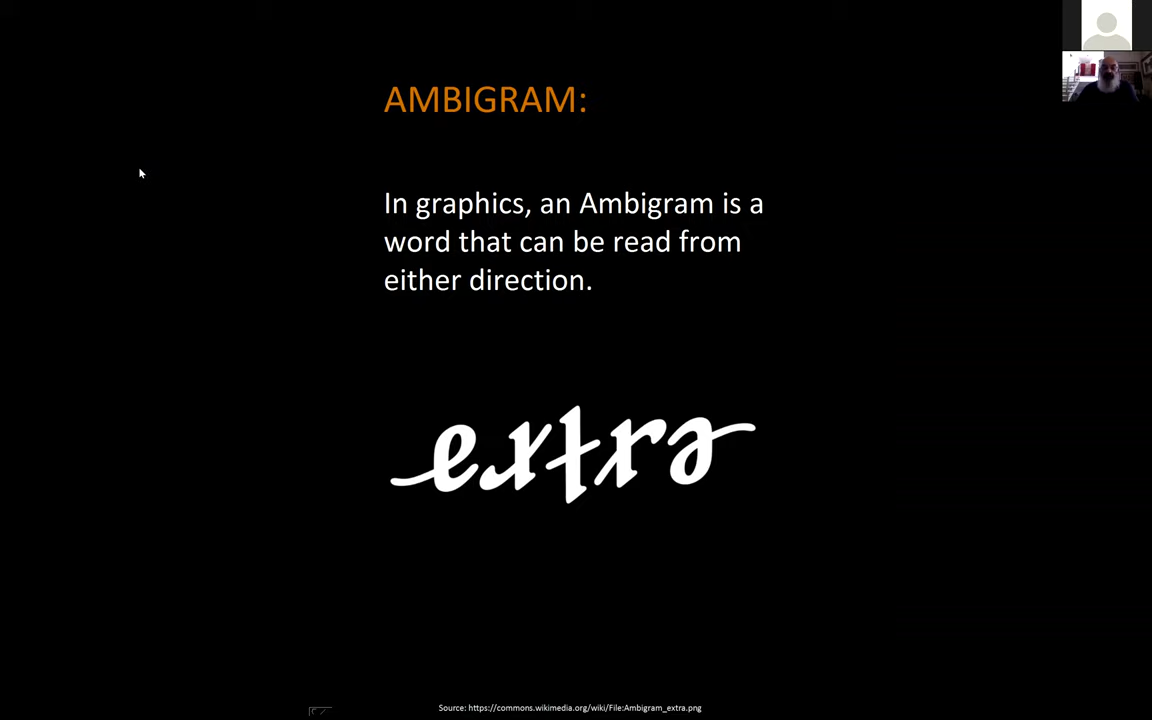 AMBIGRAM:
In graphics, an Ambigram is a
word that can be read from
either direction.
extra
Source: https://commons.wikimedia.org/wiki/File:Ambigram_extra.png